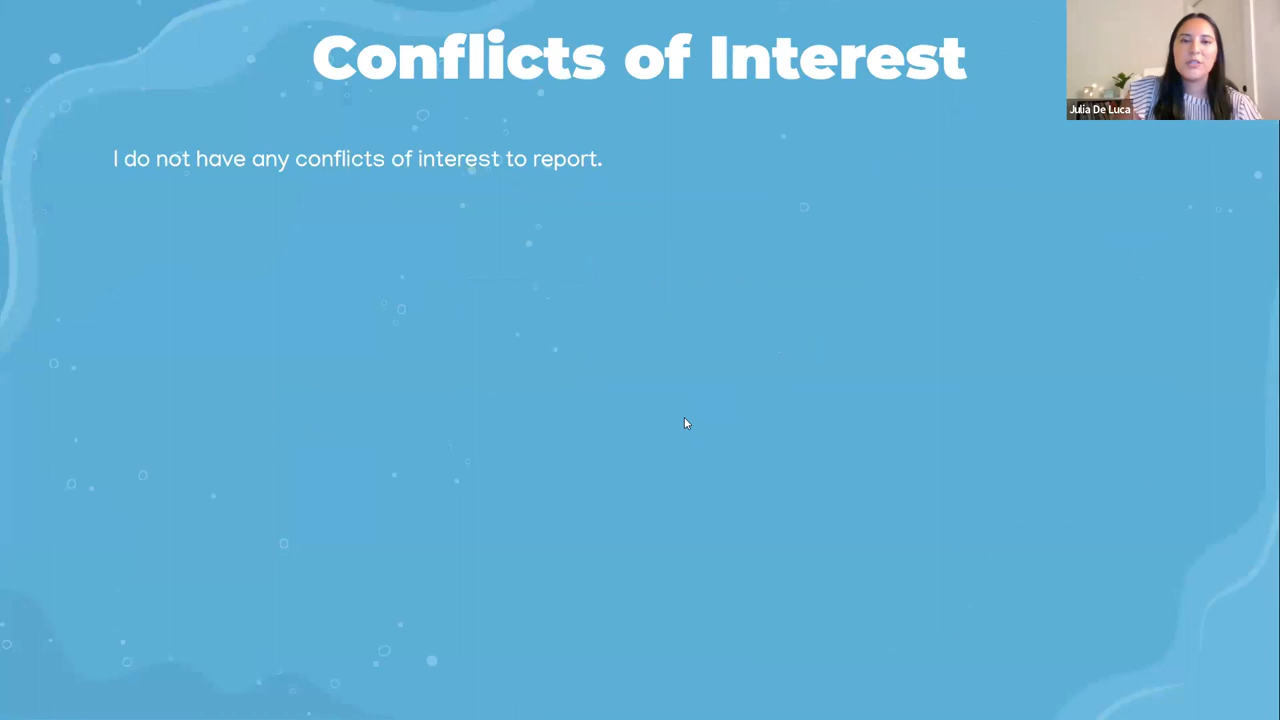 Conflicts of Interest
Julia De Luca
I do not have any conflicts of interest to report.